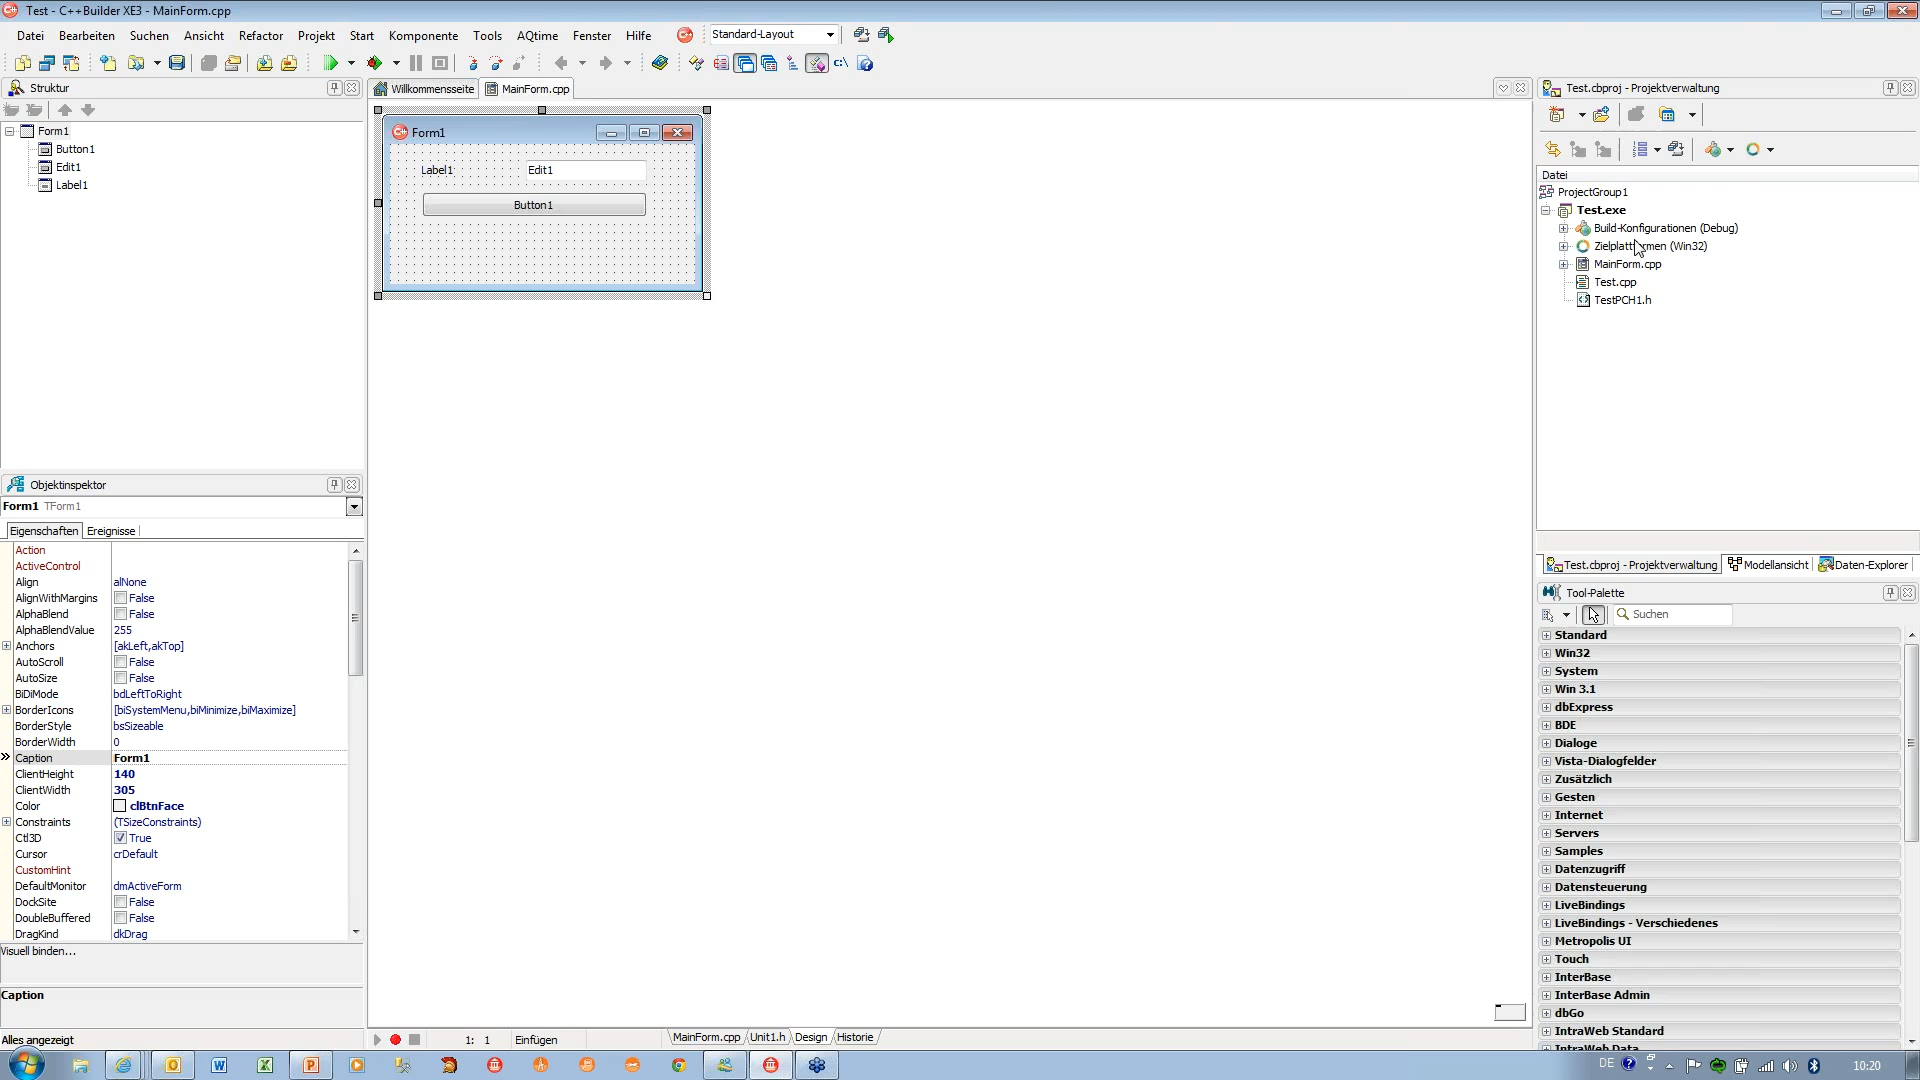 Test - C++Builder XE3 - MainForm.cpp
Datei Bearbeiten Suchen Ansicht Refactor Projekt Start Komponente Tools AQtime Fenster Hilfe Standard-Layout
Struktur
Form1
Button1
Edit1
Label1
Objektinspektor
Form1 TForm1
Eigenschaften Ereignisse
Action
ActiveControl
Align alNone
AlignWithMargins False
AlphaBlend False
AlphaBlendValue 255
Anchors [akLeft,akTop]
AutoScroll False
AutoSize False
BiDiMode bdLeftToRight
BorderIcons [biSystemMenu,biMinimize,biMaximize]
BorderStyle bsSizeable
BorderWidth 0
Caption Form1
ClientHeight 140
ClientWidth 305
Color clBtnFace
Constraints (TSizeConstraints)
Ctl3D True
Cursor crDefault
CustomHint
DefaultMonitor dmActiveForm
DockSite False
DoubleBuffered False
DragKind dkDrag
Visuell binden...
Caption
Alles angezeigt
Willkommensseite MainForm.cpp
Form1
Label1 Edit1
Button1
1: 1 Einfügen MainForm.cpp Unit1.h Design Historie
Test.cbproj - Projektverwaltung
Datei
ProjectGroup1
Test.exe
Build-Konfigurationen (Debug)
Zielplattformen (Win32)
MainForm.cpp
Test.cpp
TestPCH1.h
Test.cbproj - Projektverwaltung Modellansicht Daten-Explorer
Tool-Palette
Suchen
Standard
Win32
System
Win 3.1
dbExpress
BDE
Dialoge
Vista-Dialogfelder
Zusätzlich
Gesten
Internet
Servers
Samples
Datenzugriff
Datensteuerung
LiveBindings
LiveBindings - Verschiedenes
Metropolis UI
Touch
InterBase
InterBase Admin
dbGo
IntraWeb Standard
IntraWeb Data
DE 10:20